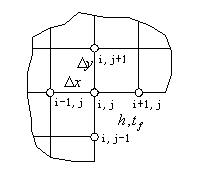 Δy i, j+1
Δx
i-1, j i, j i+1, j
h, t_f
i, j-1